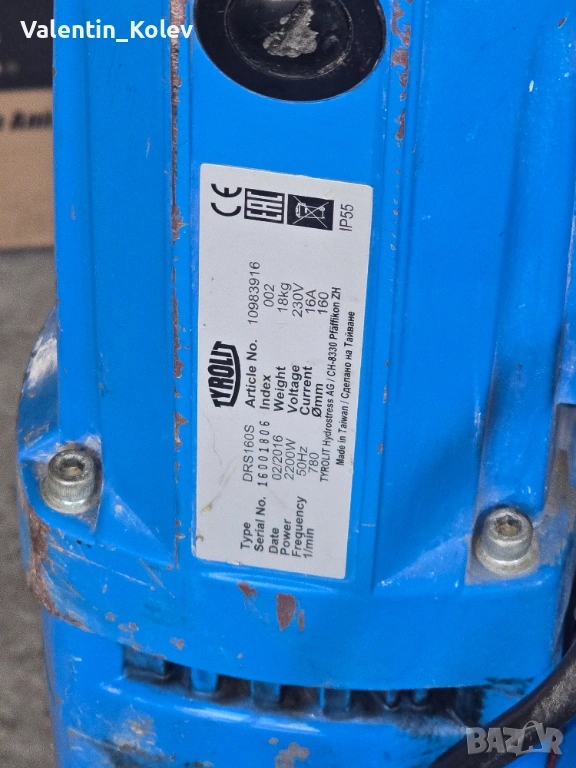 Valentin_Kolev
CE EAC
IP55
TYROLIT
Type DRS160S Article No. 10983916
Serial No. 16001806 Index 002
Date 02/2016 Weight 18kg
Power 2200W Voltage 230V
Frequency 50Hz Current 16A
1/min 780 Ømm 160
TYROLIT Hydrostress AG / CH-8330 Pfäffikon ZH
Made in Taiwan / Сделано на Тайване
BAZAR